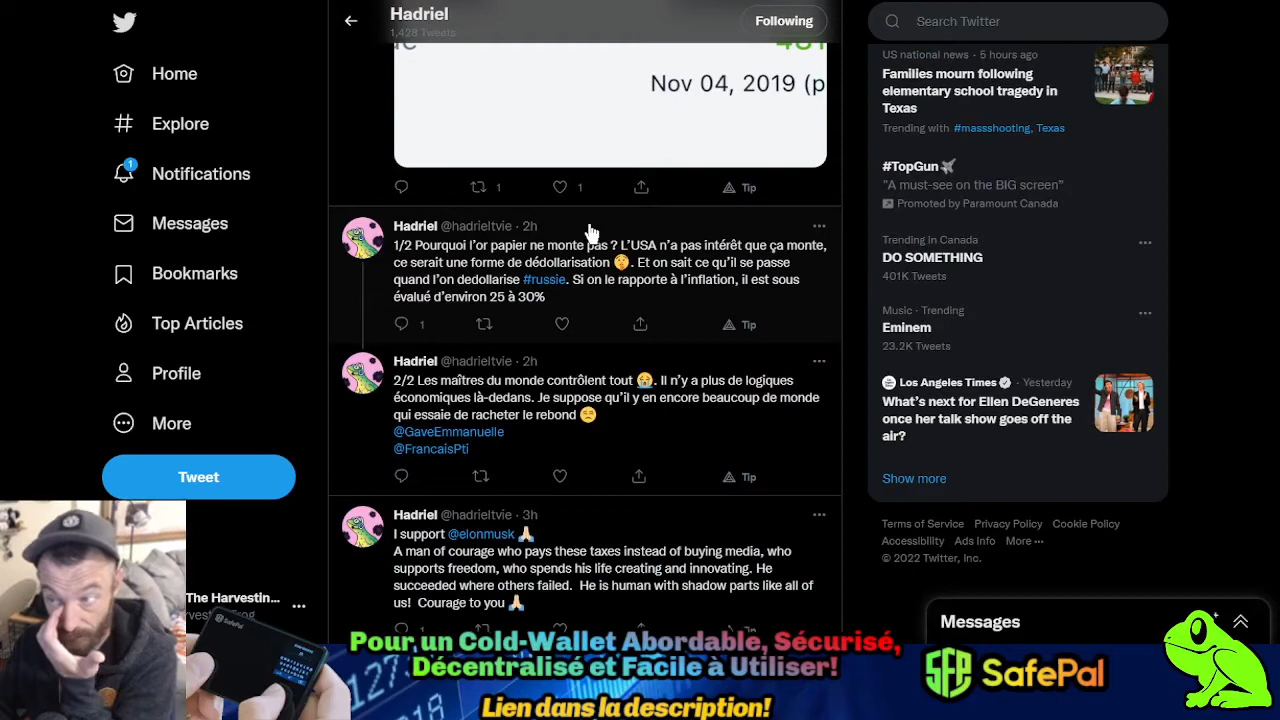 Home
Explore
1
Notifications
Messages
Bookmarks
Top Articles
Profile
More
Tweet
The Harvestin...
Hadriel
1,428 Tweets
Following
Nov 04, 2019 (p
1
1
Tip
Hadriel @hadrieltvie · 2h
1/2 Pourquoi l'or papier ne monte pas ? L'USA n'a pas intérêt que ça monte,
ce serait une forme de dédollarisation 🤫. Et on sait ce qu'il se passe
quand l'on dedollarise #russie. Si on le rapporte à l'inflation, il est sous
évalué d'environ 25 à 30%
1
Tip
Hadriel @hadrieltvie · 2h
2/2 Les maîtres du monde contrôlent tout 😭. Il n'y a plus de logiques
économiques là-dedans. Je suppose qu'il y en encore beaucoup de monde
qui essaie de racheter le rebond 😒
@GaveEmmanuelle
@FrancaisPti
Tip
Hadriel @hadrieltvie · 3h
I support @elonmusk 🙏🏻
A man of courage who pays these taxes instead of buying media, who
supports freedom, who spends his life creating and innovating. He
succeeded where others failed. He is human with shadow parts like all of
us! Courage to you 🙏🏻
Search Twitter
US national news · 5 hours ago
Families mourn following
elementary school tragedy in
Texas
Trending with #massshooting, Texas
#TopGun
"A must-see on the BIG screen"
Promoted by Paramount Canada
Trending in Canada
DO SOMETHING
401K Tweets
Music · Trending
Eminem
23.2K Tweets
Los Angeles Times · Yesterday
What's next for Ellen DeGeneres
once her talk show goes off the
air?
Show more
Terms of Service Privacy Policy Cookie Policy
Accessibility Ads Info More ···
© 2022 Twitter, Inc.
Messages
SafePal
Pour un Cold-Wallet Abordable, Sécurisé,
Décentralisé et Facile à Utiliser!
Lien dans la description!
SFP SafePal